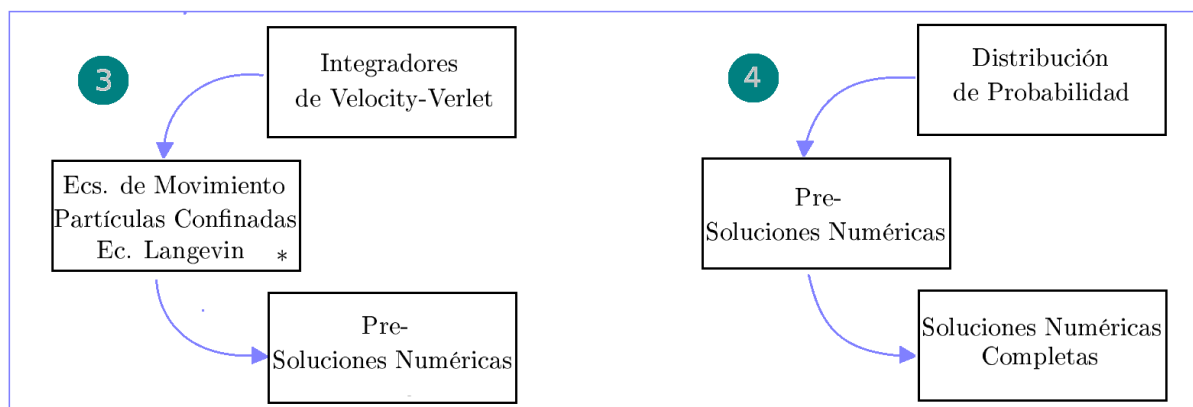 3
Integradores
de Velocity-Verlet
Ecs. de Movimiento
Partículas Confinadas
Ec. Langevin *
Pre-
Soluciones Numéricas
4
Distribución
de Probabilidad
Pre-
Soluciones Numéricas
Soluciones Numéricas
Completas